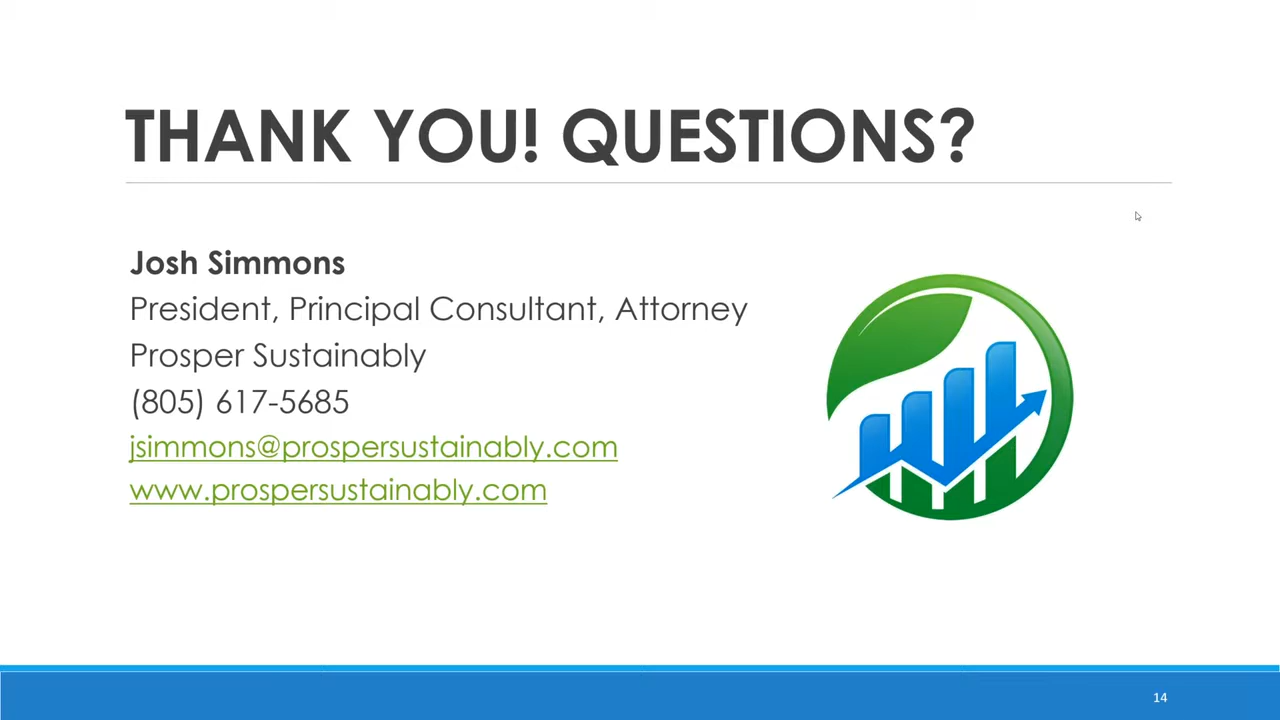 THANK YOU! QUESTIONS?
Josh Simmons
President, Principal Consultant, Attorney
Prosper Sustainably
(805) 617-5685
jsimmons@prospersustainably.com
www.prospersustainably.com
14